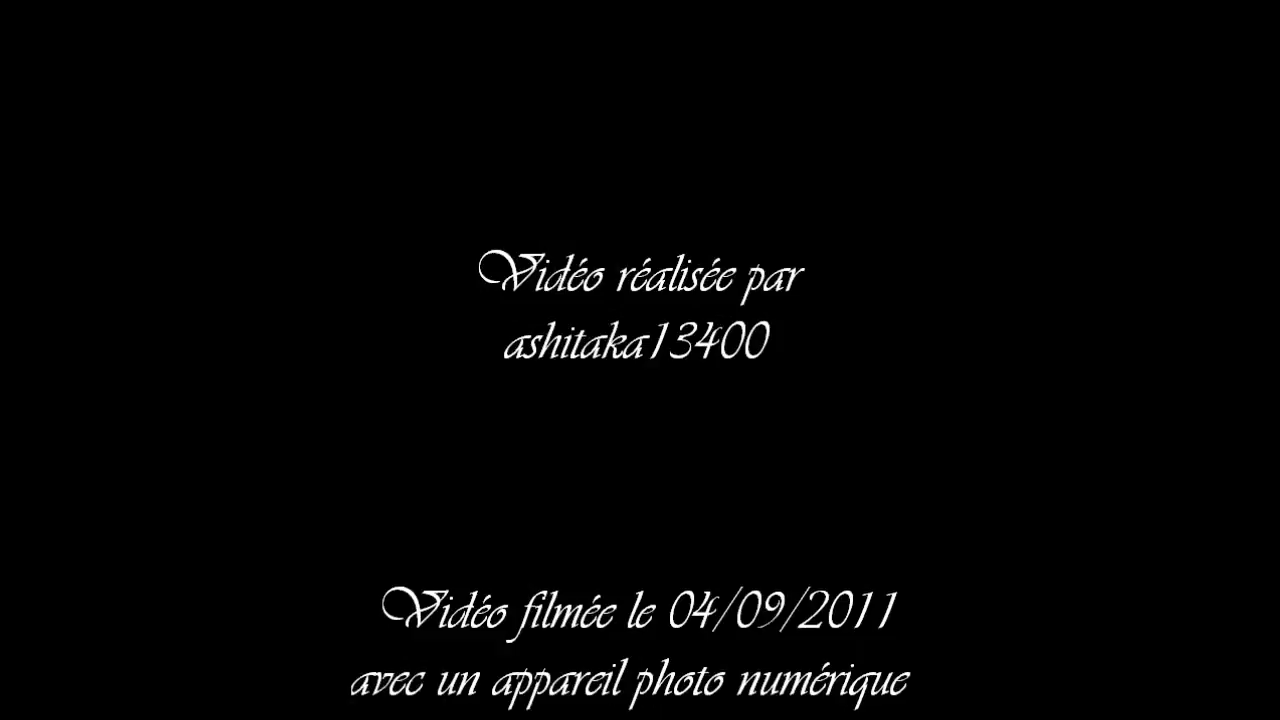 Vidéo réalisée par
ashitaka13400
Vidéo filmée le 04/09/2011
avec un appareil photo numérique